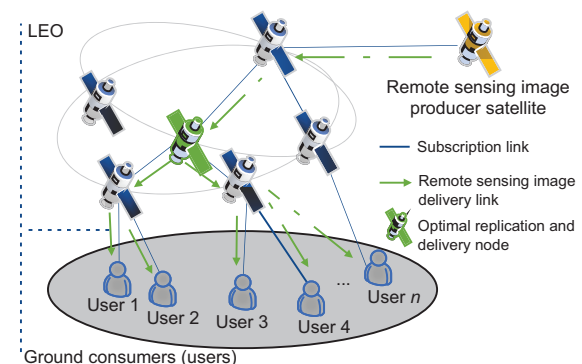 LEO
Remote sensing image
producer satellite
Subscription link
Remote sensing image
delivery link
Optimal replication and
delivery node
User 1
User 2
User 3
User 4
...
User n
Ground consumers (users)